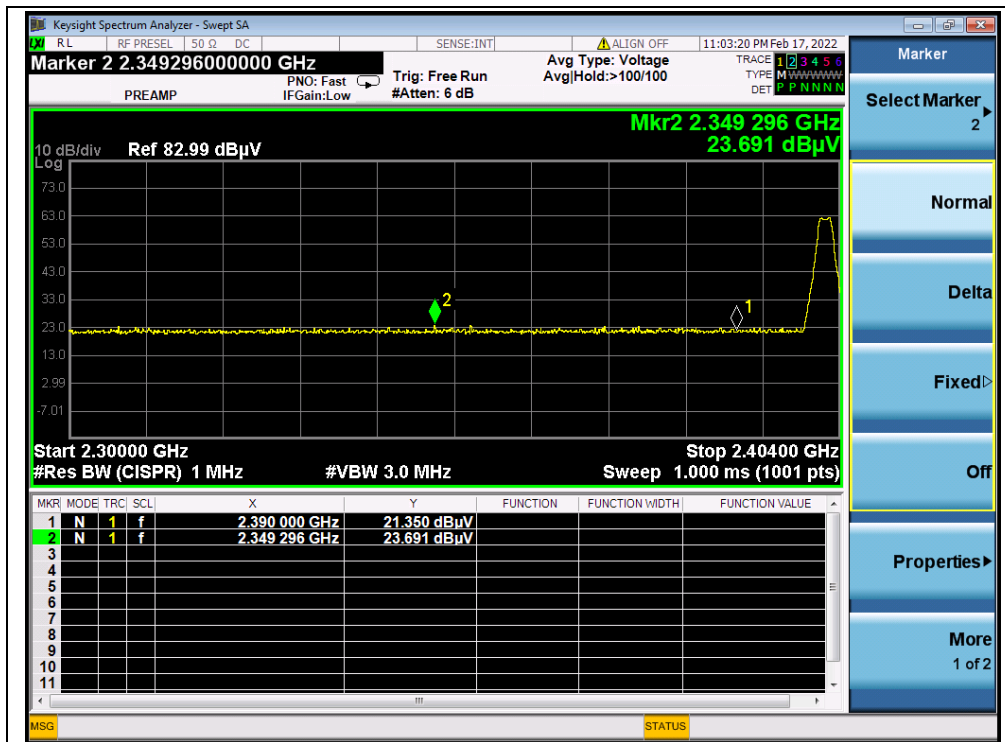 Keysight Spectrum Analyzer - Swept SA
LXI RL RF PRESEL 50 Ω DC SENSE:INT ALIGN OFF 11:03:20 PM Feb 17, 2022
Marker 2 2.349296000000 GHz
PREAMP
PNO: Fast
IFGain:Low
Trig: Free Run
#Atten: 6 dB
Avg Type: Voltage
Avg|Hold:>100/100
TRACE 1 2 3 4 5 6
TYPE M WWWWW
DET P P N N N N
Mkr2 2.349 296 GHz
23.691 dBµV
10 dB/div Ref 82.99 dBµV
Log
73.0
63.0
53.0
43.0
33.0
23.0
13.0
2.99
-7.01
2
1
Start 2.30000 GHz Stop 2.40400 GHz
#Res BW (CISPR) 1 MHz #VBW 3.0 MHz Sweep 1.000 ms (1001 pts)
MKR MODE TRC SCL X Y FUNCTION FUNCTION WIDTH FUNCTION VALUE
1 N 1 f 2.390 000 GHz 21.350 dBµV
2 N 1 f 2.349 296 GHz 23.691 dBµV
3
4
5
6
7
8
9
10
11
MSG STATUS
Marker
Select Marker
2
Normal
Delta
Fixed
Off
Properties
More
1 of 2